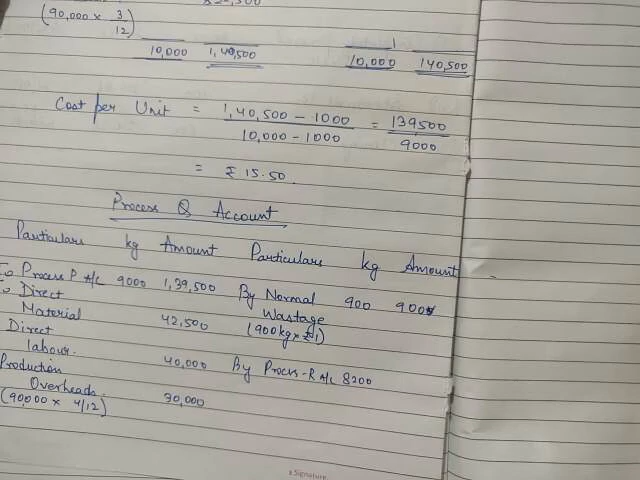 (90,000 x 3/12)
10,000 1,40,500 10,000 140,500
Cost per Unit = 1,40,500 - 1000 / 10,000 - 1000 = 139500 / 9000
= ₹ 15.50
Process Q Account
Particulars kg Amount Particulars kg Amount
To Process P A/c 9000 1,39,500 By Normal 900 900
To Direct Wastage
Material 42,500 (900kg x ₹1)
Direct
labour. 40,000 By Process-R A/c 8200
Production
Overheads. 30,000
(90,000 x 4/12)
Signature